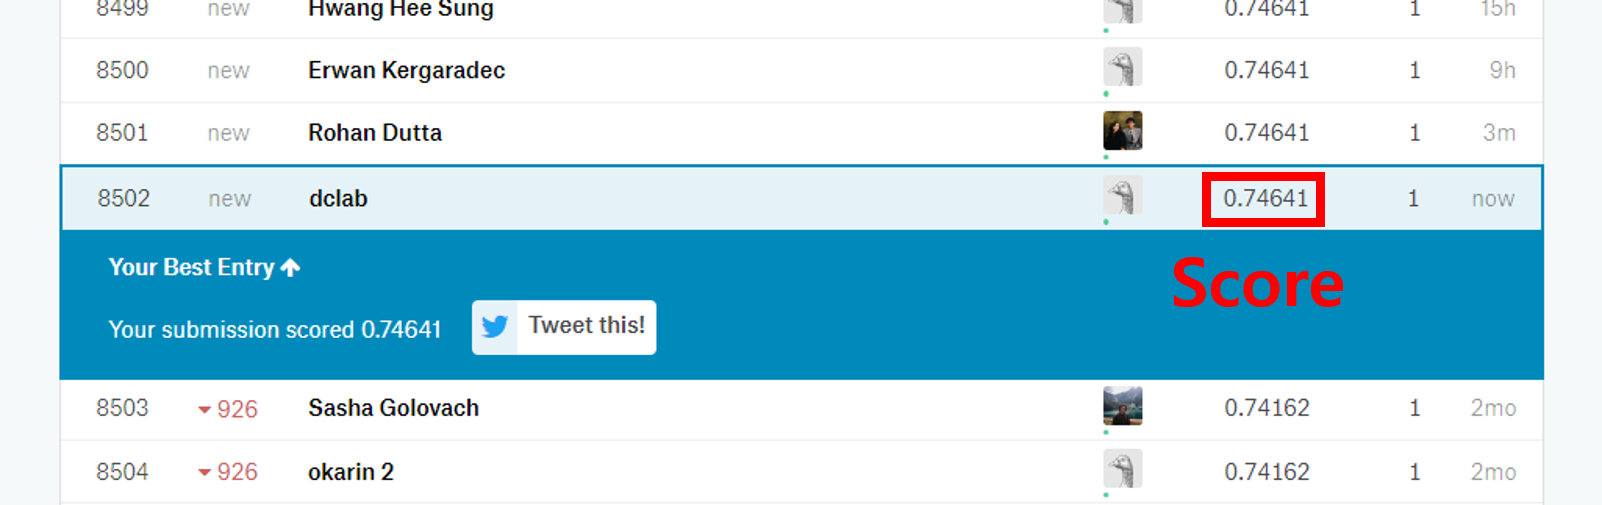 8499 new Hwang Hee Sung 0.74641 1 15h
8500 new Erwan Kergaradec 0.74641 1 9h
8501 new Rohan Dutta 0.74641 1 3m
8502 new dclab 0.74641 1 now
Your Best Entry
Score
Your submission scored 0.74641 Tweet this!
8503 926 Sasha Golovach 0.74162 1 2mo
8504 926 okarin 2 0.74162 1 2mo